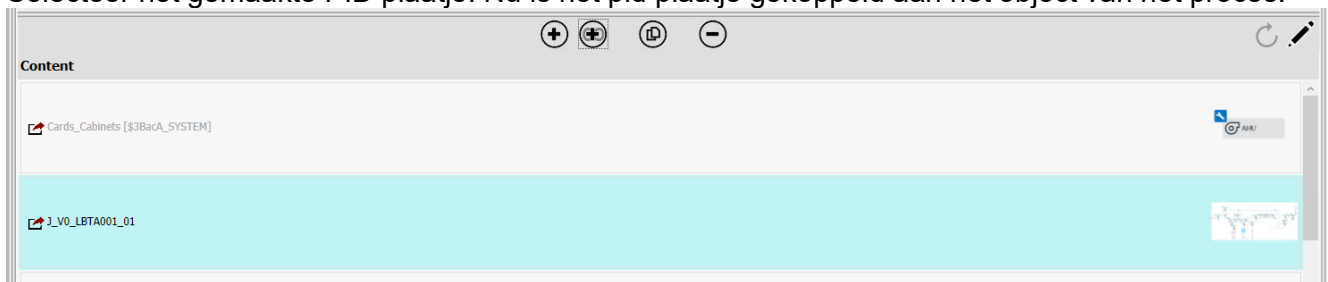 Selecteer het gemaakte PID plaatje. Nu is het pid plaatje gekoppeld aan het object van het proces.
Content
Cards_Cabinets [$3BacA_SYSTEM]
AHU
J_V0_LBTA001_01